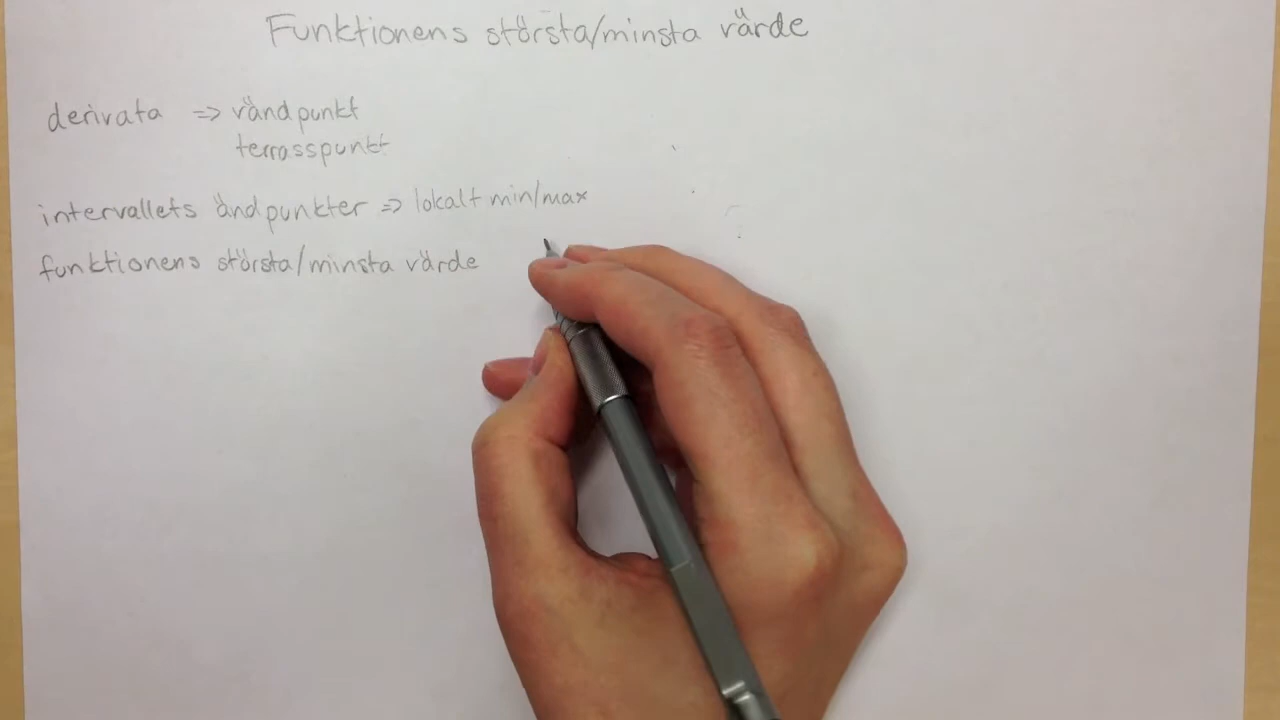 Funktionens största/minsta värde
derivata => vändpunkt
terrasspunkt
intervallets ändpunkter => lokalt min/max
funktionens största/minsta värde